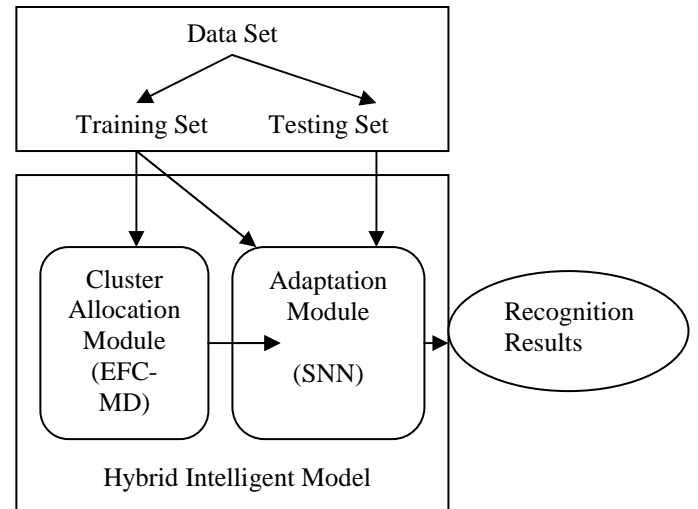 Data Set
Training Set
Testing Set
Cluster
Allocation
Module
(EFC-
MD)
Adaptation
Module
(SNN)
Recognition
Results
Hybrid Intelligent Model